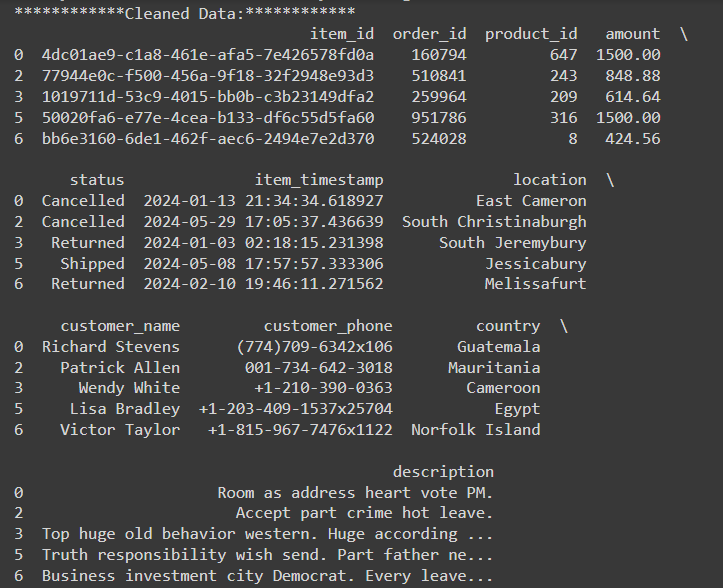 ************Cleaned Data:************
item_id order_id product_id amount \
0 4dc01ae9-c1a8-461e-afa5-7e426578fd0a 160794 647 1500.00
2 77944e0c-f500-456a-9f18-32f2948e93d3 510841 243 848.88
3 1019711d-53c9-4015-bb0b-c3b23149dfa2 259964 209 614.64
5 50020fa6-e77e-4cea-b133-df6c55d5fa60 951786 316 1500.00
6 bb6e3160-6de1-462f-aec6-2494e7e2d370 524028 8 424.56
status item_timestamp location \
0 Cancelled 2024-01-13 21:34:34.618927 East Cameron
2 Cancelled 2024-05-29 17:05:37.436639 South Christinaburgh
3 Returned 2024-01-03 02:18:15.231398 South Jeremybury
5 Shipped 2024-05-08 17:57:57.333306 Jessicabury
6 Returned 2024-02-10 19:46:11.271562 Melissafurt
customer_name customer_phone country \
0 Richard Stevens (774)709-6342x106 Guatemala
2 Patrick Allen 001-734-642-3018 Mauritania
3 Wendy White +1-210-390-0363 Cameroon
5 Lisa Bradley +1-203-409-1537x25704 Egypt
6 Victor Taylor +1-815-967-7476x1122 Norfolk Island
description
0 Room as address heart vote PM.
2 Accept part crime hot leave.
3 Top huge old behavior western. Huge according ...
5 Truth responsibility wish send. Part father ne...
6 Business investment city Democrat. Every leave...